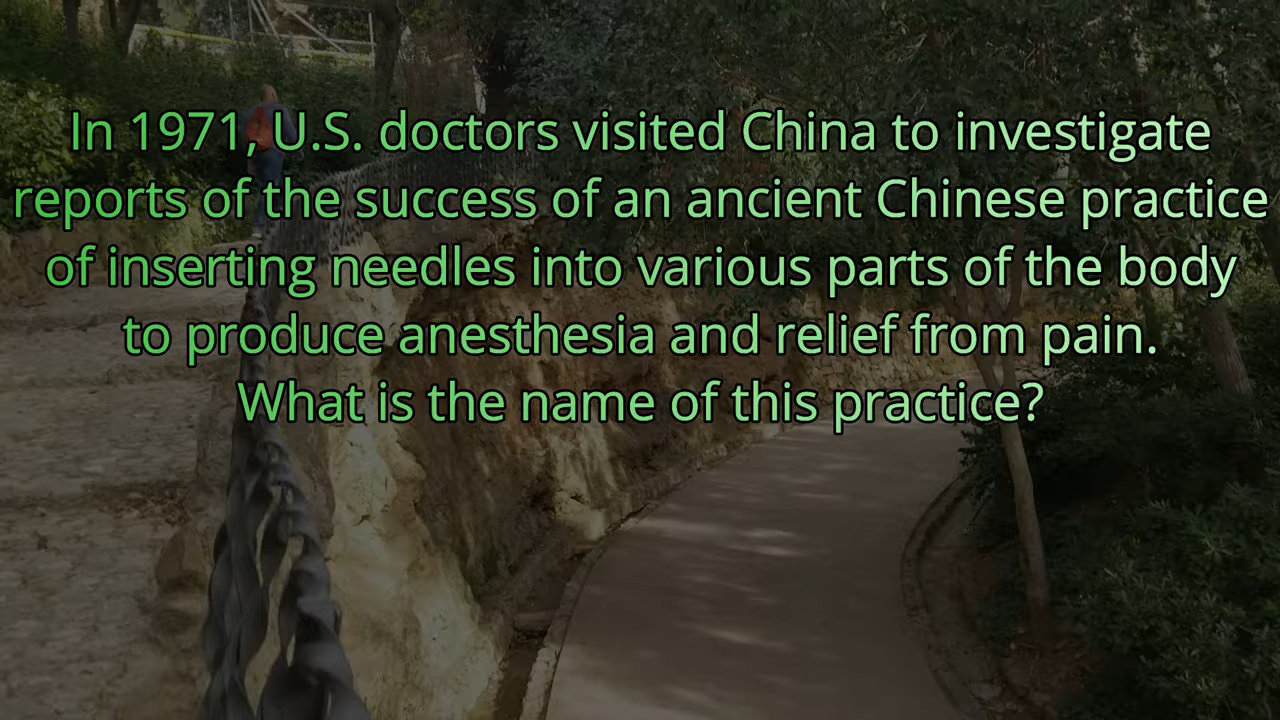 In 1971, U.S. doctors visited China to investigate
reports of the success of an ancient Chinese practice
of inserting needles into various parts of the body
to produce anesthesia and relief from pain.
What is the name of this practice?